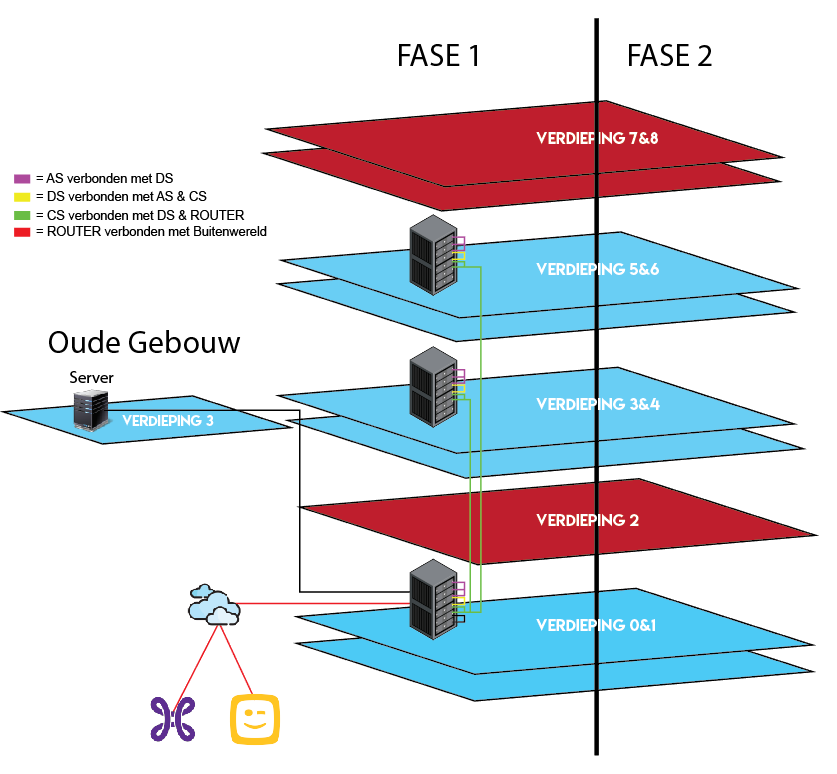 FASE 1
FASE 2
VERDIEPING 7&8
= AS verbonden met DS
= DS verbonden met AS & CS
= CS verbonden met DS & ROUTER
= ROUTER verbonden met Buitenwereld
VERDIEPING 5&6
Oude Gebouw
Server
VERDIEPING 3
VERDIEPING 3&4
VERDIEPING 2
VERDIEPING 0&1